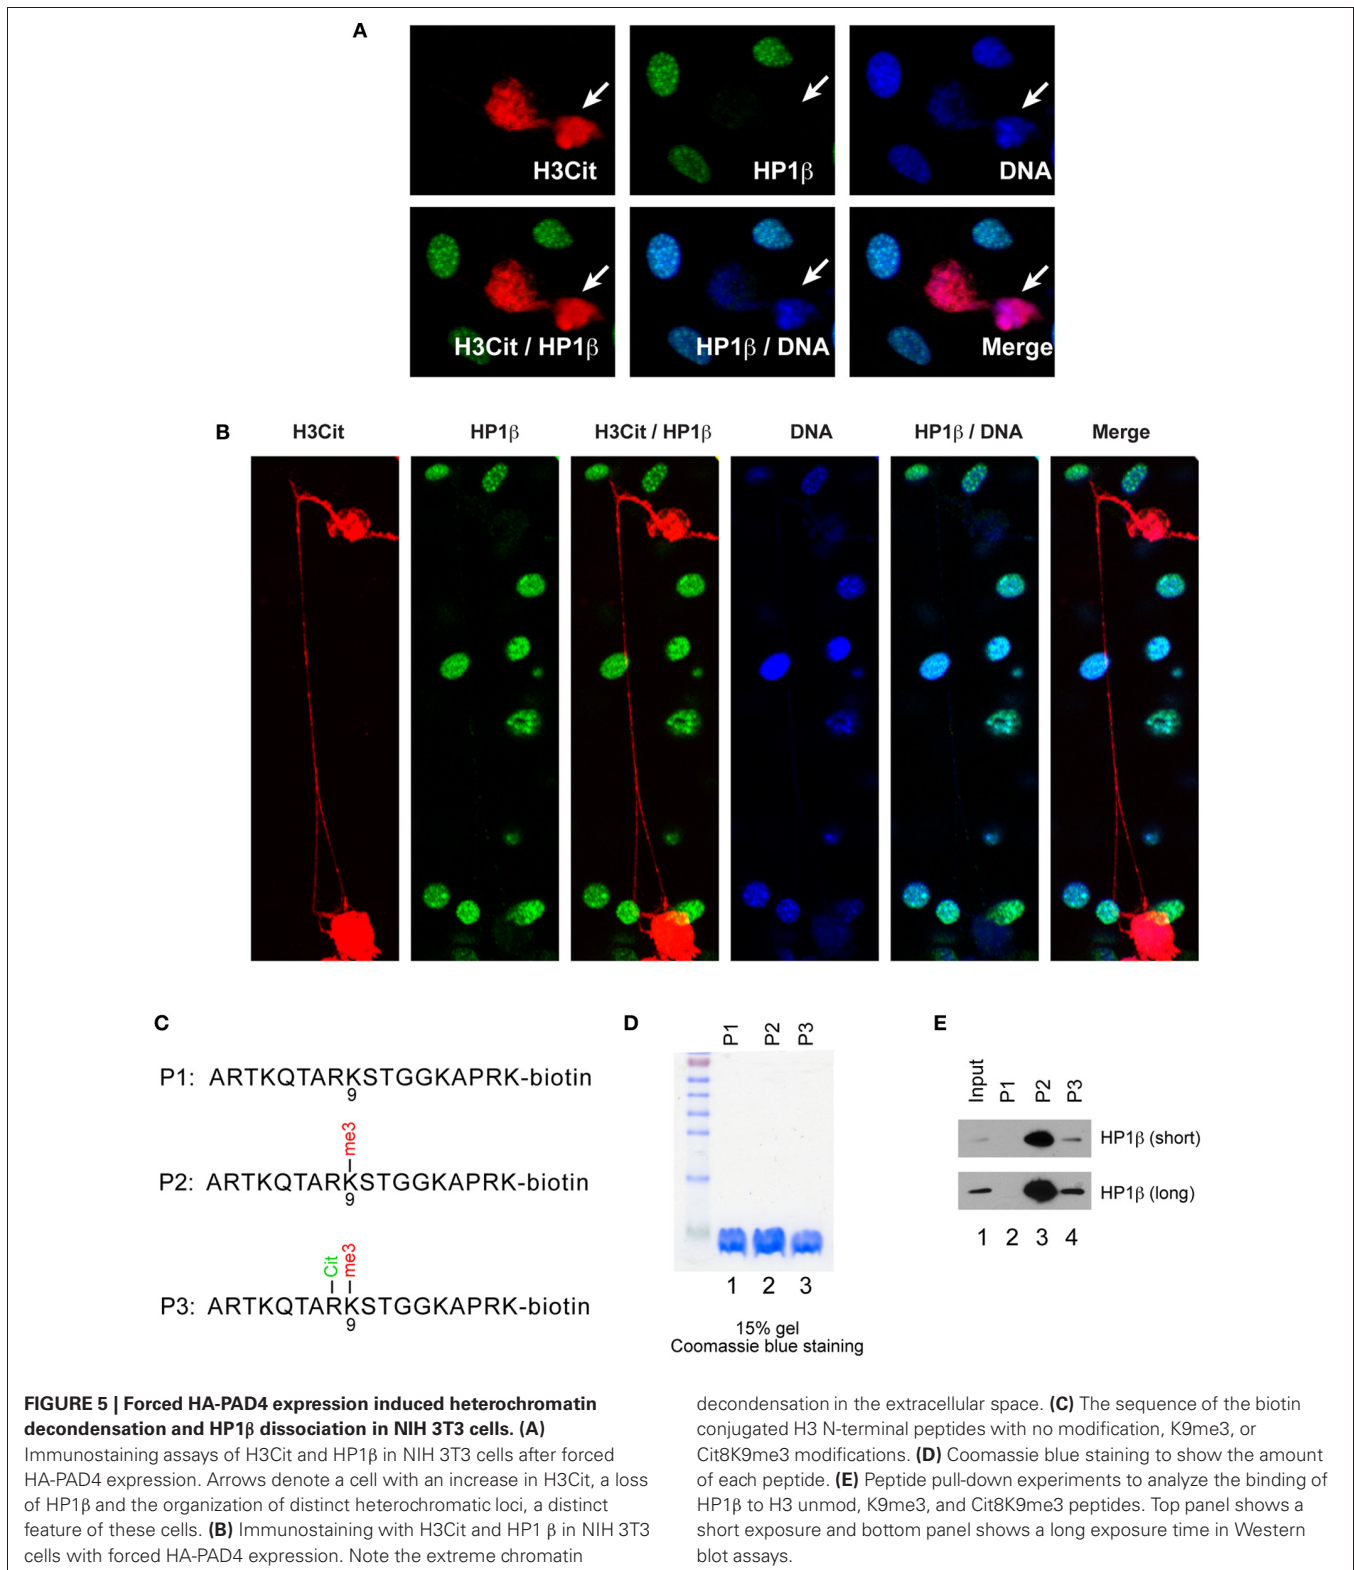 A
H3Cit
HP1β
DNA
H3Cit / HP1β
HP1β / DNA
Merge
B
H3Cit
HP1β
H3Cit / HP1β
DNA
HP1β / DNA
Merge
C
P1: ARTKQTARKSTGGKAPRK-biotin
9
me3
P2: ARTKQTARKSTGGKAPRK-biotin
9
Cit
me3
P3: ARTKQTARKSTGGKAPRK-biotin
9
D
P1
P2
P3
1 2 3
15% gel
Coomassie blue staining
E
Input
P1
P2
P3
HP1β (short)
HP1β (long)
1 2 3 4
FIGURE 5 | Forced HA-PAD4 expression induced heterochromatin
decondensation and HP1β dissociation in NIH 3T3 cells. (A)
Immunostaining assays of H3Cit and HP1β in NIH 3T3 cells after forced
HA-PAD4 expression. Arrows denote a cell with an increase in H3Cit, a loss
of HP1β and the organization of distinct heterochromatic loci, a distinct
feature of these cells. (B) Immunostaining with H3Cit and HP1 β in NIH 3T3
cells with forced HA-PAD4 expression. Note the extreme chromatin
decondensation in the extracellular space. (C) The sequence of the biotin
conjugated H3 N-terminal peptides with no modification, K9me3, or
Cit8K9me3 modifications. (D) Coomassie blue staining to show the amount
of each peptide. (E) Peptide pull-down experiments to analyze the binding of
HP1β to H3 unmod, K9me3, and Cit8K9me3 peptides. Top panel shows a
short exposure and bottom panel shows a long exposure time in Western
blot assays.